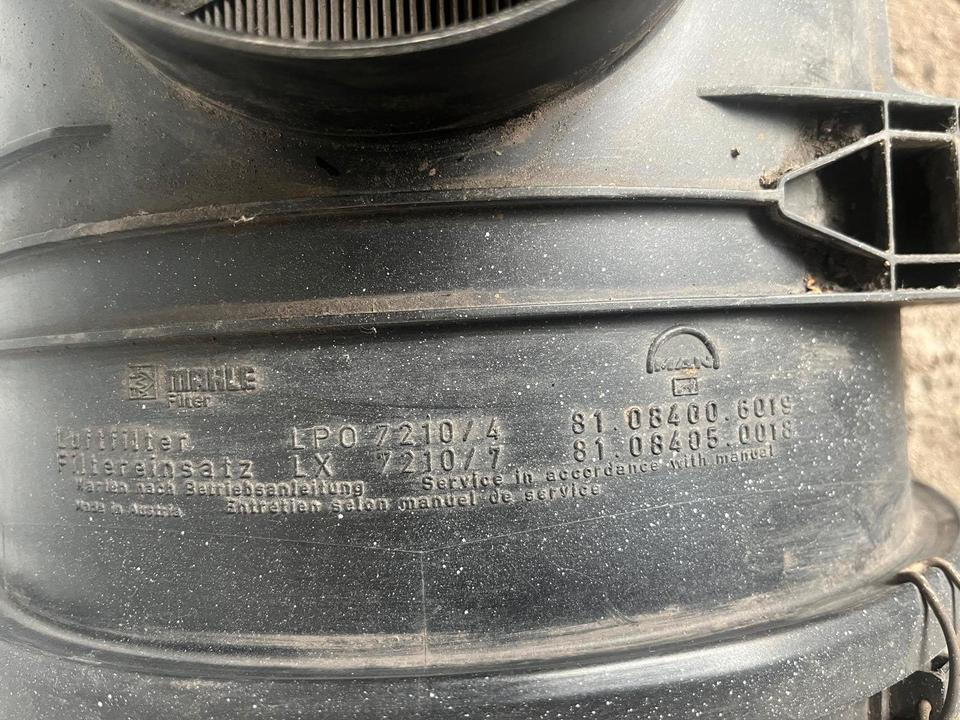 MAHLE
Filter
MAN
Luftfilter LPO 7210/4 81.08400.6019
Filtereinsatz LX 7210/7 81.08405.0018
Warten nach Betriebsanleitung Service in accordance with manual
Made in Austria Entretien selon manuel de service